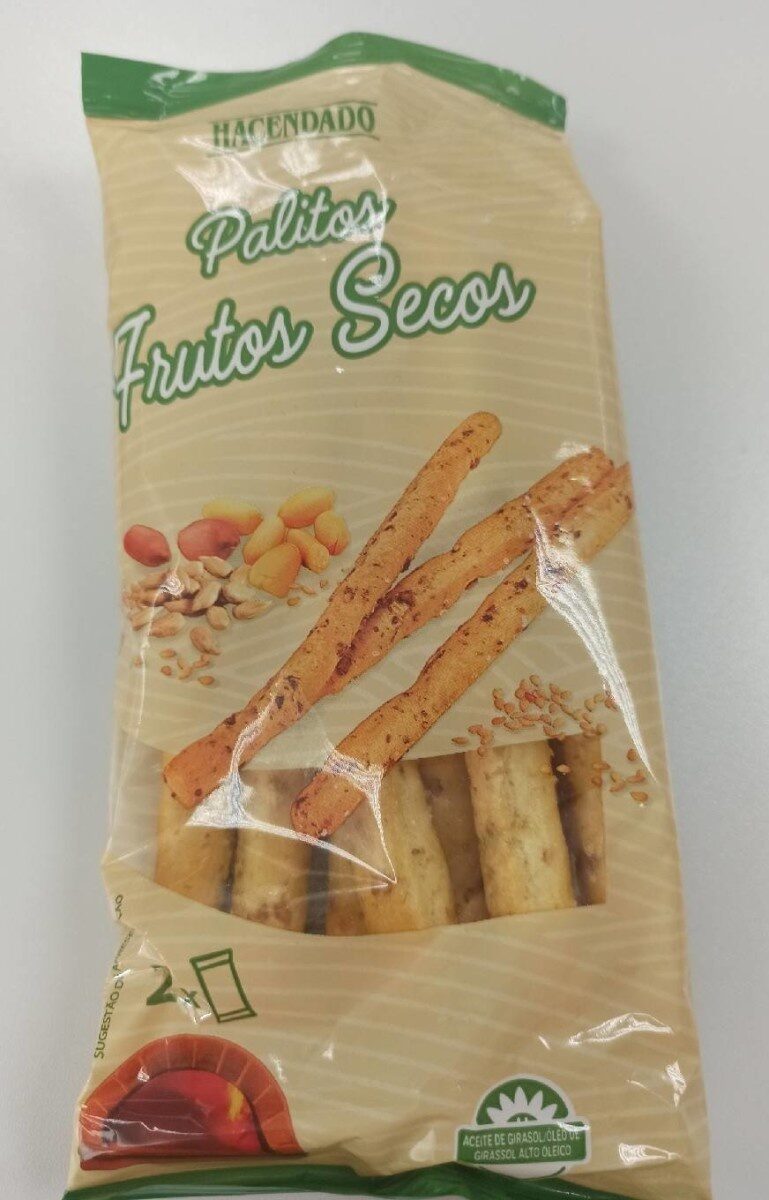 HACENDADO
Palitos
Frutos Secos
2x
SUGESTÃO DE
ACEITE DE GIRASOL/ÓLEO DE
GIRASSOL ALTO OLEICO